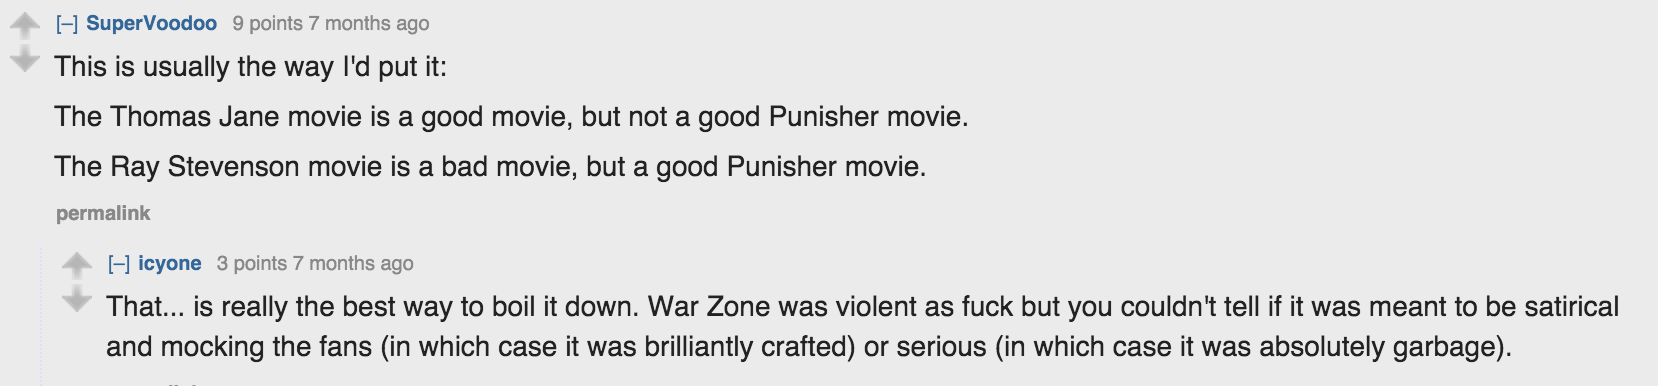 [–] SuperVoodoo 9 points 7 months ago
This is usually the way I'd put it:
The Thomas Jane movie is a good movie, but not a good Punisher movie.
The Ray Stevenson movie is a bad movie, but a good Punisher movie.
permalink
[–] icyone 3 points 7 months ago
That... is really the best way to boil it down. War Zone was violent as fuck but you couldn't tell if it was meant to be satirical
and mocking the fans (in which case it was brilliantly crafted) or serious (in which case it was absolutely garbage).